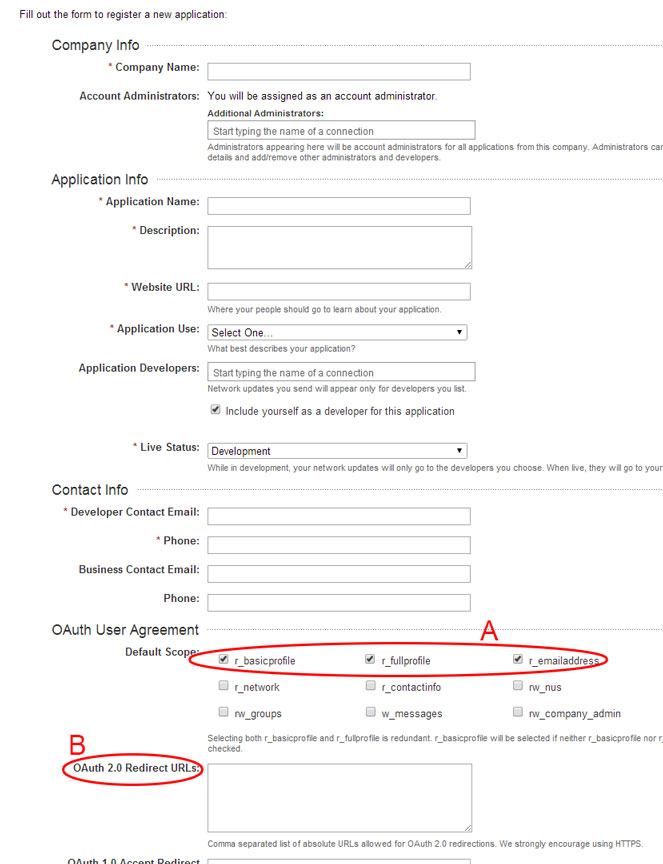 Fill out the form to register a new application:
Company Info
* Company Name:
Account Administrators: You will be assigned as an account administrator.
Additional Administrators:
Start typing the name of a connection
Administrators appearing here will be account administrators for all applications from this company. Administrators can
details and add/remove other administrators and developers.
Application Info
* Application Name:
* Description:
* Website URL:
Where your people should go to learn about your application.
* Application Use: Select One...
What best describes your application?
Application Developers: Start typing the name of a connection
Network updates you send will appear only for developers you list.
Include yourself as a developer for this application
* Live Status: Development
While in development, your network updates will only go to the developers you choose. When live, they will go to your
Contact Info
* Developer Contact Email:
* Phone:
Business Contact Email:
Phone:
OAuth User Agreement
A
Default Scope: r_basicprofile r_fullprofile r_emailaddress
r_network r_contactinfo rw_nus
rw_groups w_messages rw_company_admin
Selecting both r_basicprofile and r_fullprofile is redundant. r_basicprofile will be selected if neither r_basicprofile nor r_
checked.
B
OAuth 2.0 Redirect URLs:
Comma separated list of absolute URLs allowed for OAuth 2.0 redirections. We strongly encourage using HTTPS.
OAuth 1.0 Accept Redirect